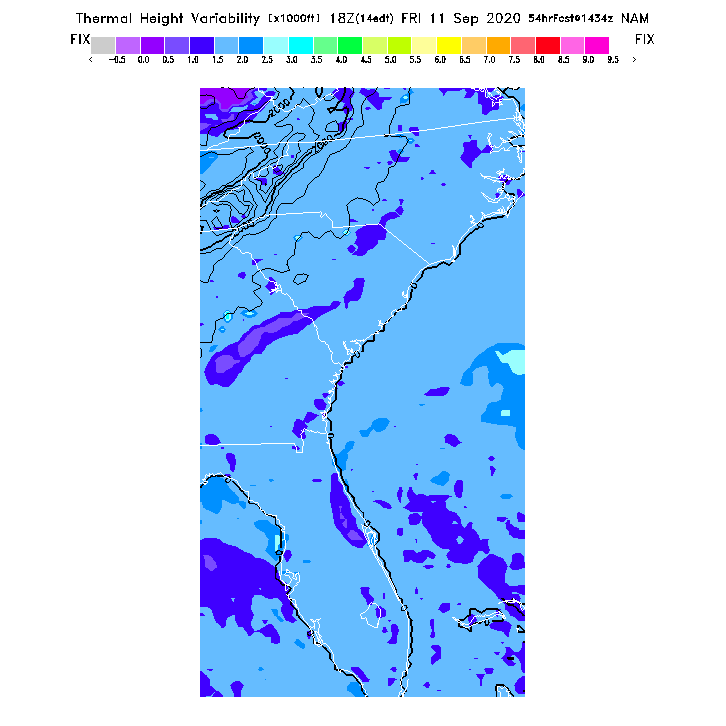 Thermal Height Variability [x1000ft] 18Z(14edt) FRI 11 Sep 2020 54hrFcst@1434z NAM
FIX FIX
< -0.5 0.0 0.5 1.0 1.5 2.0 2.5 3.0 3.5 4.0 4.5 5.0 5.5 6.0 6.5 7.0 7.5 8.0 8.5 9.0 9.5 >
2000